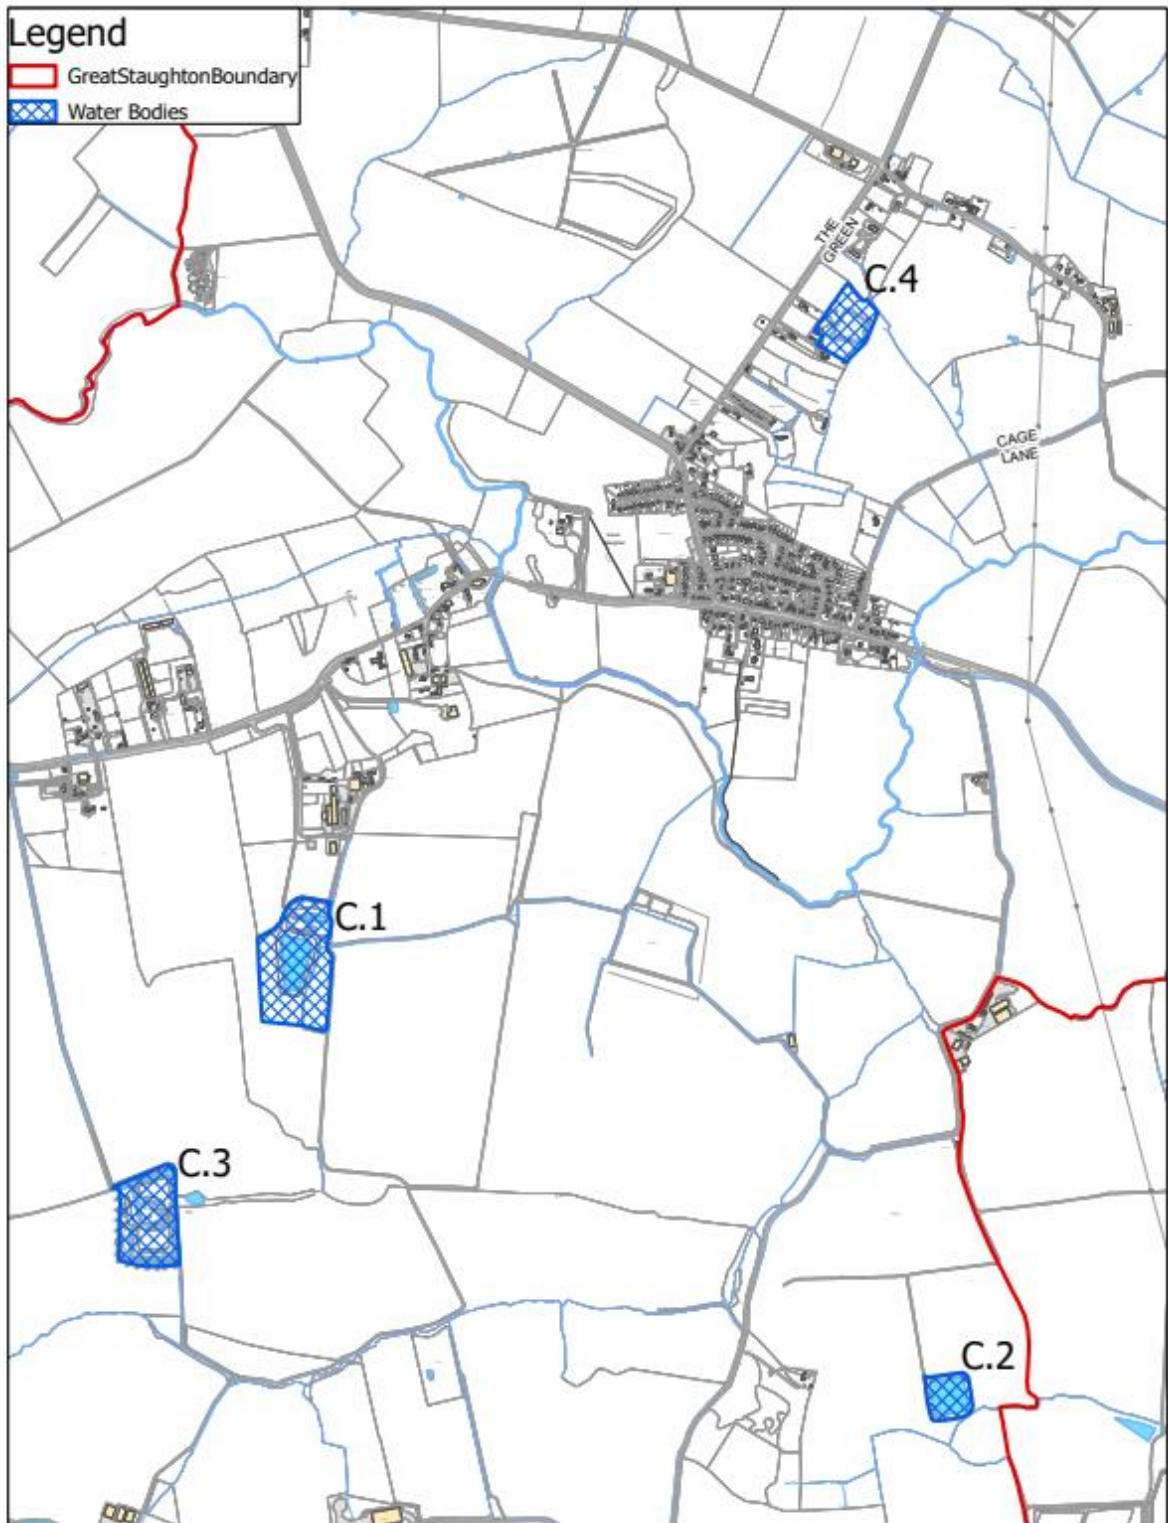 Legend
GreatStaughtonBoundary
Water Bodies
THE
GREEN
C.4
CAGE
LANE
C.1
C.3
C.2